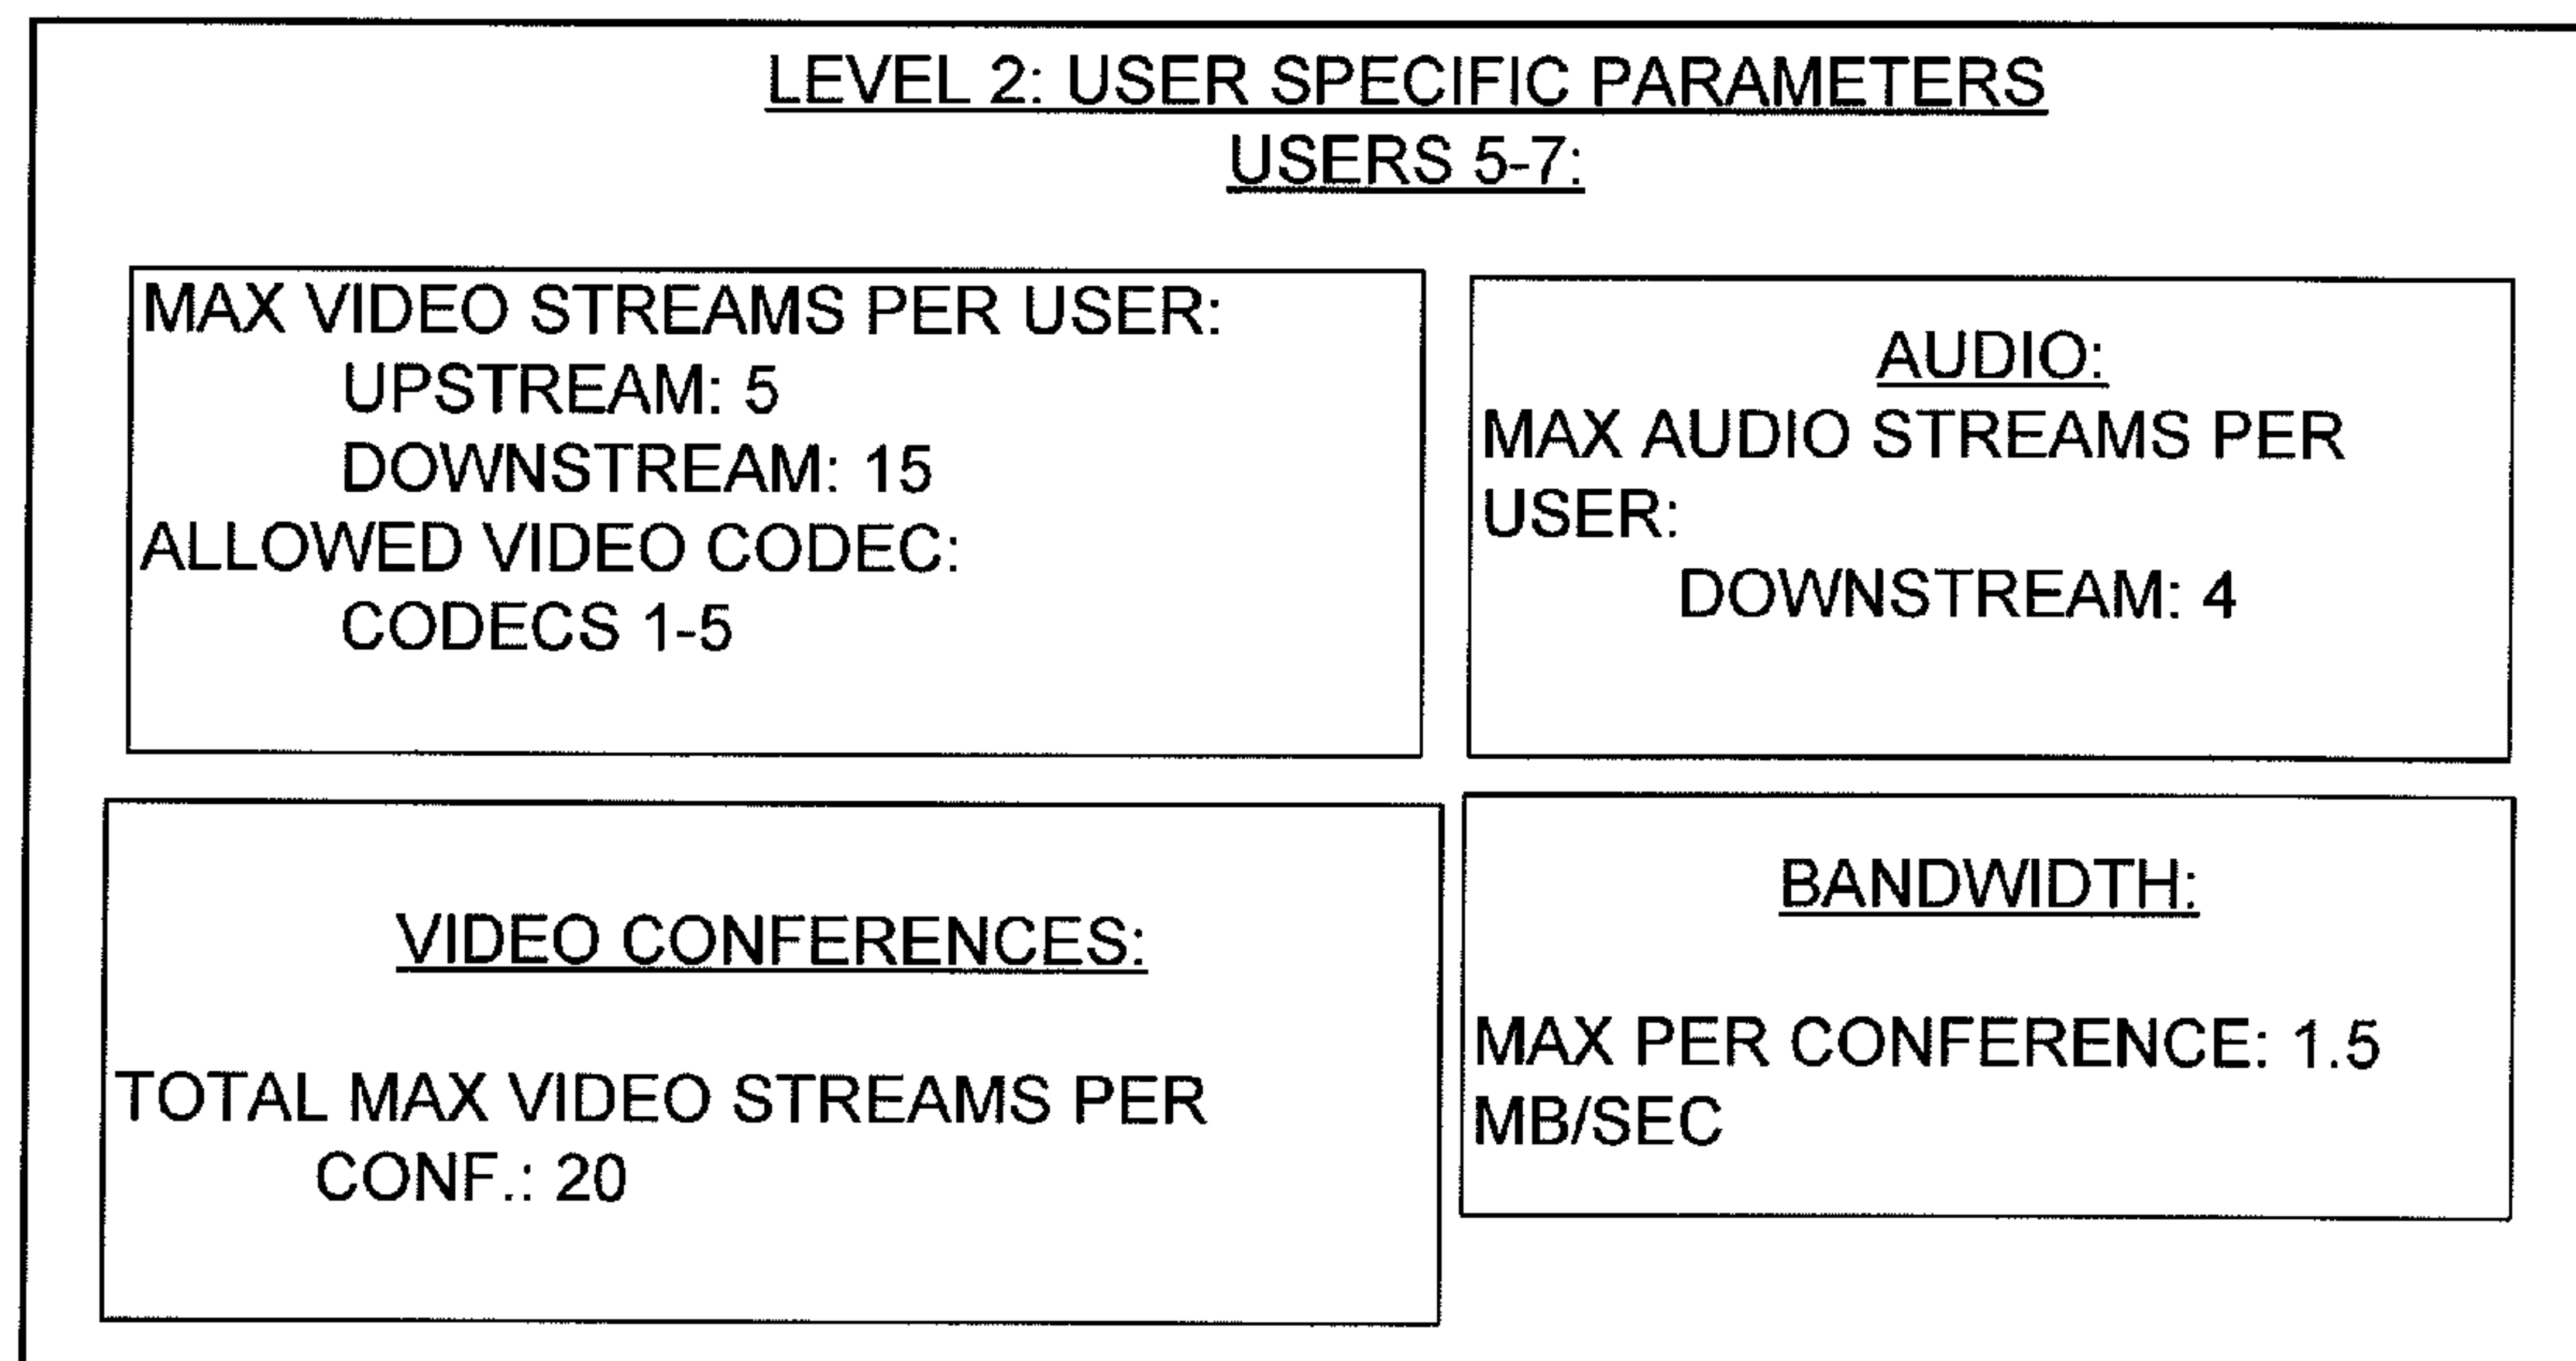 LEVEL 2: USER SPECIFIC PARAMETERS
USERS 5-7:
MAX VIDEO STREAMS PER USER:
UPSTREAM: 5
DOWNSTREAM: 15
ALLOWED VIDEO CODEC:
CODECS 1-5
AUDIO:
MAX AUDIO STREAMS PER
USER:
DOWNSTREAM: 4
VIDEO CONFERENCES:
TOTAL MAX VIDEO STREAMS PER
CONF.: 20
BANDWIDTH:
MAX PER CONFERENCE: 1.5
MB/SEC